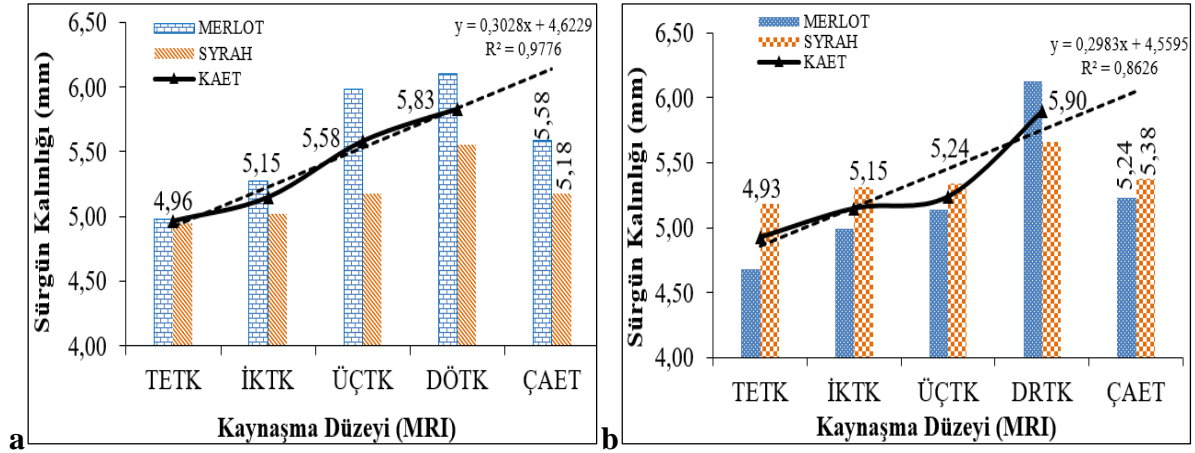 6,50
6,00
5,50
5,00
4,50
4,00
Sürgün Kalınlığı (mm)
MERLOT
SYRAH
KAET
y = 0,3028x + 4,6229
R² = 0,9776
4,96
5,15
5,58
5,83
5,58
5,18
TETK İKTK ÜÇTK DÖTK ÇAET
Kaynaşma Düzeyi (MRI)
a
6,50
6,00
5,50
5,00
4,50
4,00
Sürgün Kalınlığı (mm)
MERLOT
SYRAH
KAET
y = 0,2983x + 4,5595
R² = 0,8626
4,93
5,15
5,24
5,90
5,24
5,38
TETK İKTK ÜÇTK DRTK ÇAET
Kaynaşma Düzeyi (MRI)
b